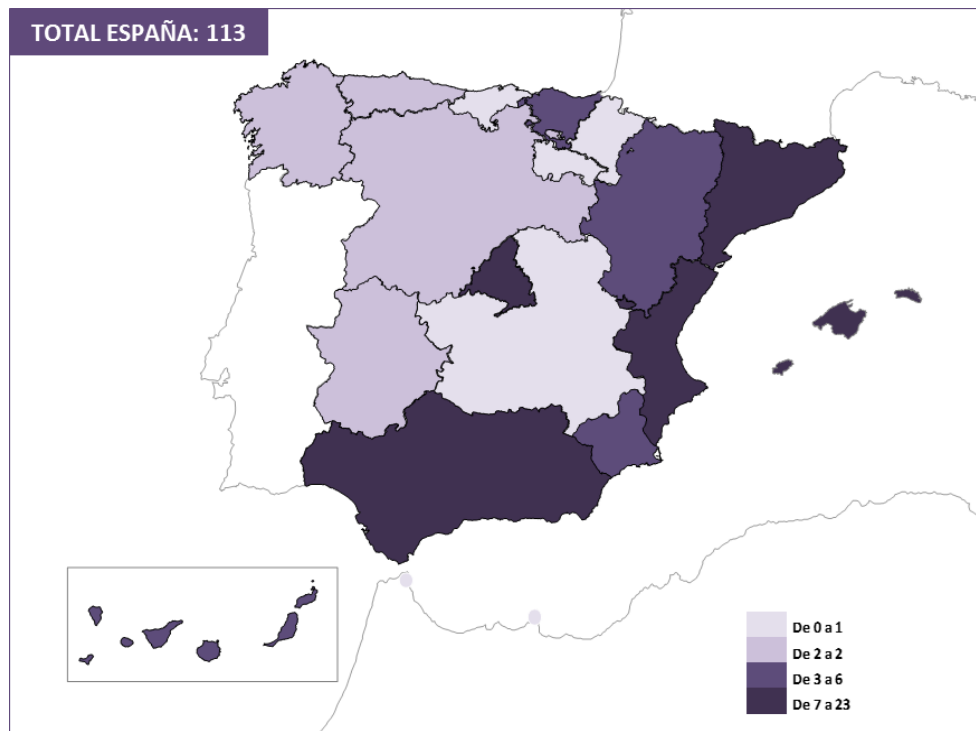 TOTAL ESPAÑA: 113
De 0 a 1
De 2 a 2
De 3 a 6
De 7 a 23